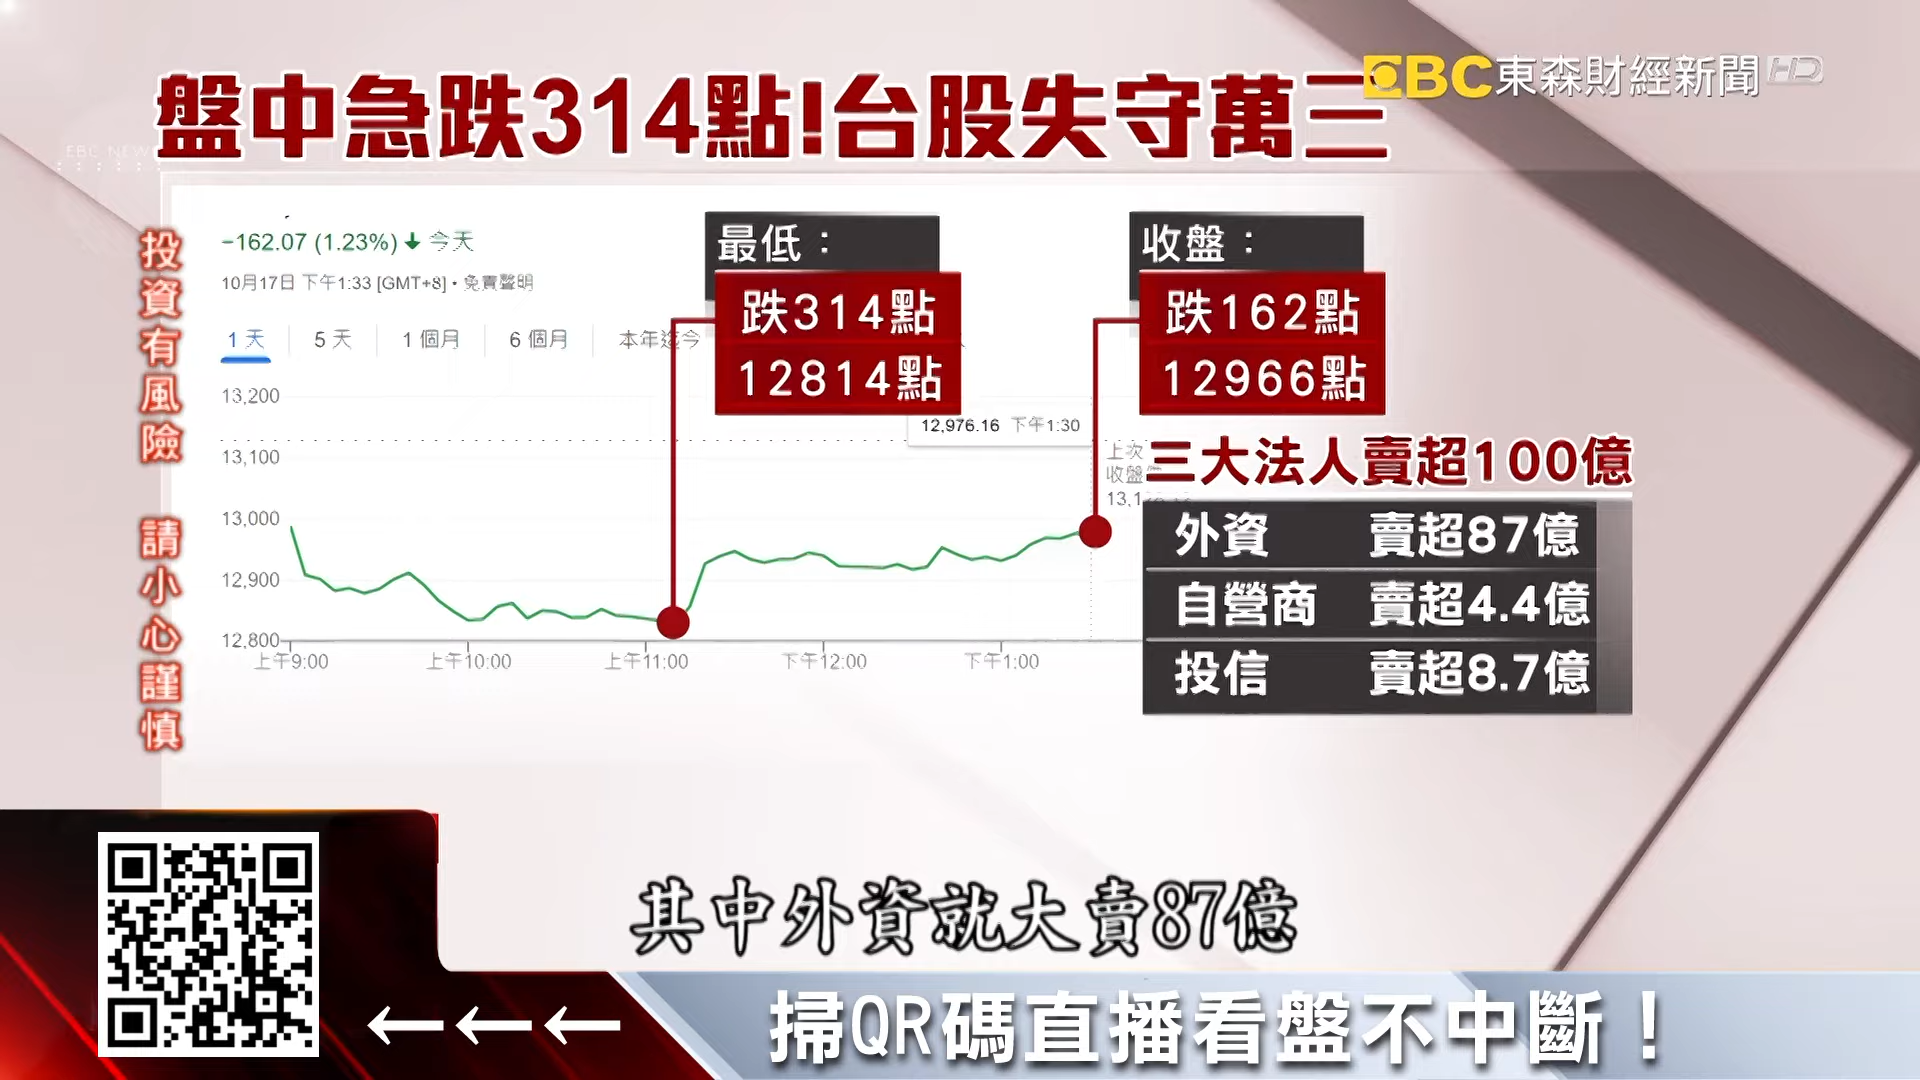 盤中急跌314點!台股失守萬三
EBC東森財經新聞HD
EBC NEWS
投資有風險 請小心謹慎
-162.07 (1.23%) ↓ 今天
10月17日 下午1:33 [GMT+8] • 免責聲明
1 天
5 天
1 個月
6 個月
本年迄今
最低：
跌314點
12814點
收盤：
跌162點
12966點
12,976.16 下午1:30
上次
收盤
13,200
13,100
13,000
12,900
12,800
上午9:00
上午10:00
上午11:00
下午12:00
下午1:00
三大法人賣超100億
外資 賣超87億
自營商 賣超4.4億
投信 賣超8.7億
其中外資就大賣87億
←←← 掃QR碼直播看盤不中斷！